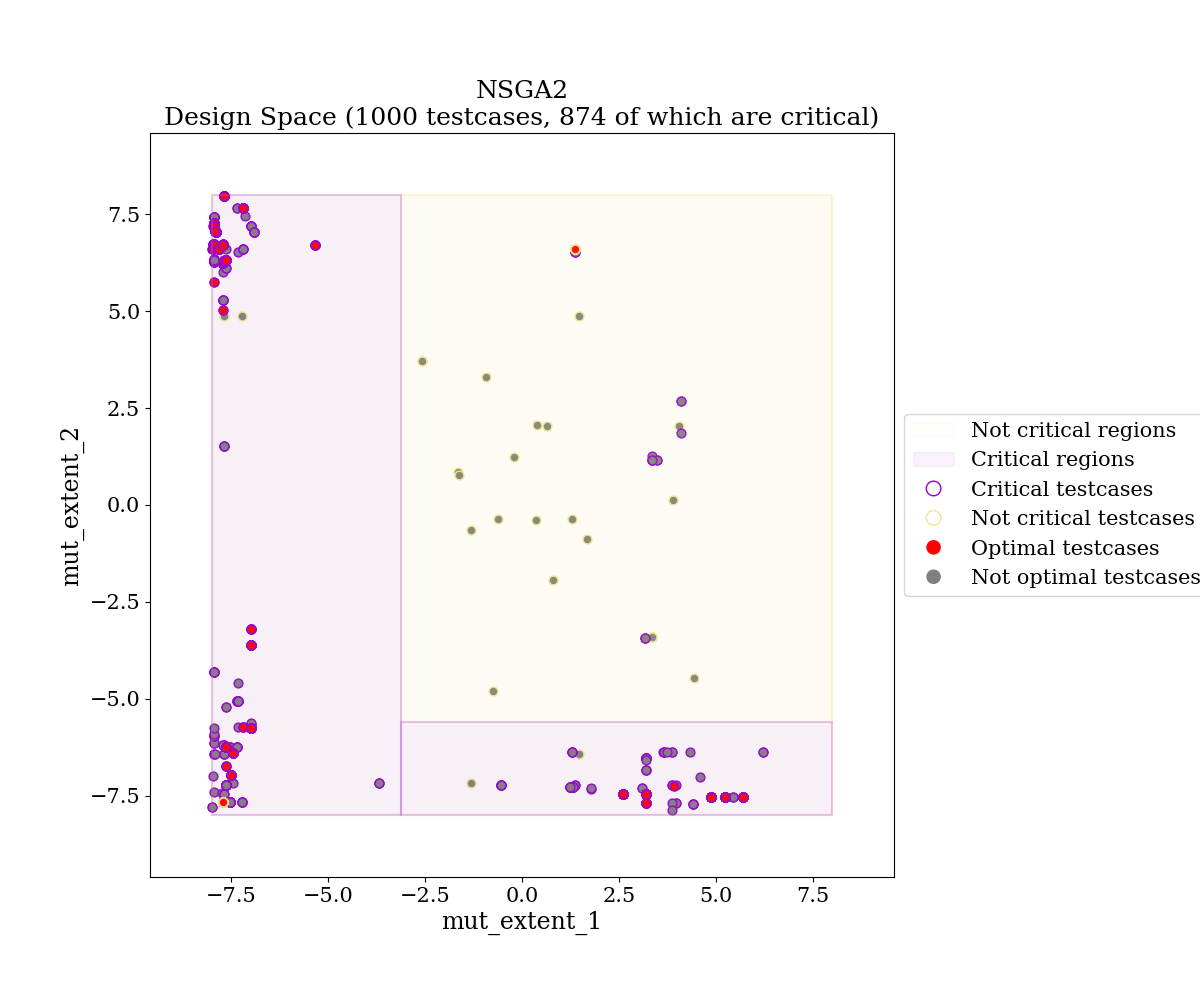 NSGA2
Design Space (1000 testcases, 874 of which are critical)
mut_extent_2
7.5
5.0
2.5
0.0
−2.5
−5.0
−7.5
−7.5
−5.0
−2.5
0.0
2.5
5.0
7.5
mut_extent_1
Not critical regions
Critical regions
Critical testcases
Not critical testcases
Optimal testcases
Not optimal testcases